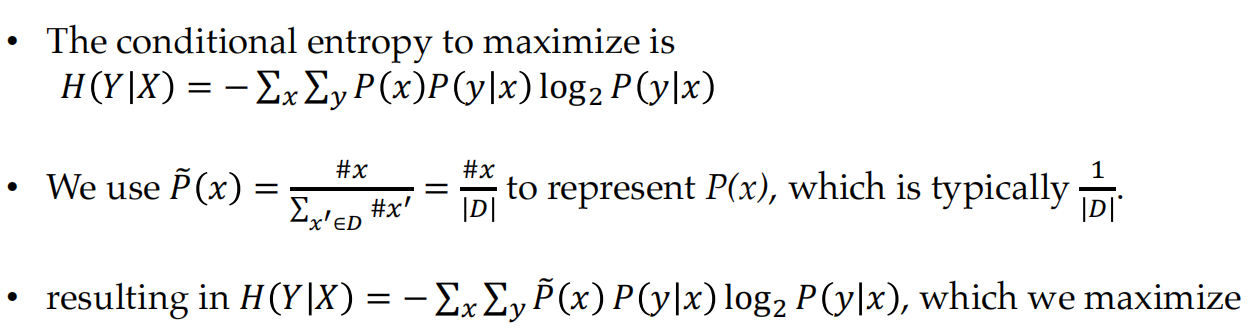 • The conditional entropy to maximize is
H(Y|X) = − ∑ₓ ∑ᵧ P(x)P(y|x) log₂ P(y|x)
• We use P̃(x) = #x / ∑ₓ′∈D #x′ = #x / |D| to represent P(x), which is typically 1 / |D|.
• resulting in H(Y|X) = − ∑ₓ ∑ᵧ P̃(x) P(y|x) log₂ P(y|x), which we maximize